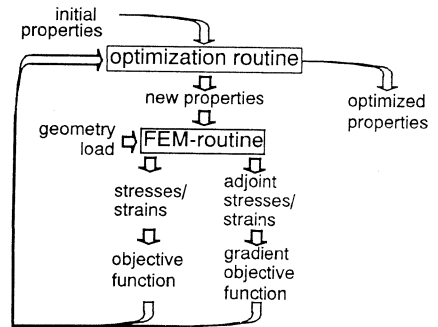 initial
properties
optimization routine
new properties
optimized
properties
geometry
load
FEM-routine
stresses/
strains
adjoint
stresses/
strains
objective
function
gradient
objective
function